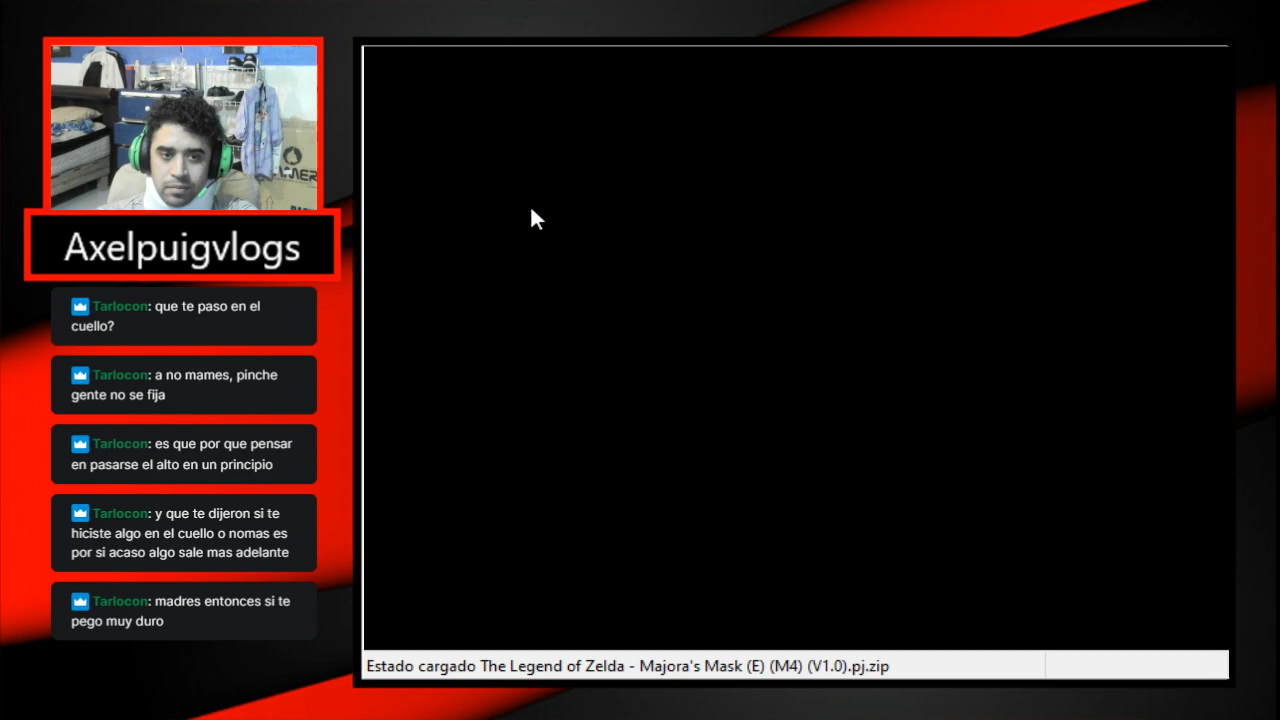 Axelpuigvlogs
Tarlocon: que te paso en el
cuello?
Tarlocon: a no mames, pinche
gente no se fija
Tarlocon: es que por que pensar
en pasarse el alto en un principio
Tarlocon: y que te dijeron si te
hiciste algo en el cuello o nomas es
por si acaso algo sale mas adelante
Tarlocon: madres entonces si te
pego muy duro
Estado cargado The Legend of Zelda - Majora's Mask (E) (M4) (V1.0).pj.zip